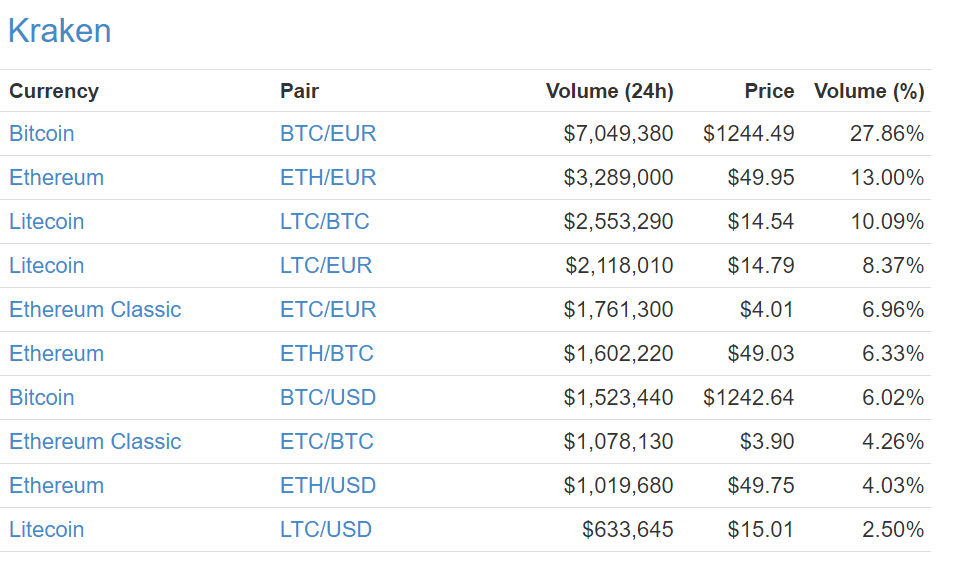 Kraken
Currency Pair Volume (24h) Price Volume (%)
Bitcoin BTC/EUR $7,049,380 $1244.49 27.86%
Ethereum ETH/EUR $3,289,000 $49.95 13.00%
Litecoin LTC/BTC $2,553,290 $14.54 10.09%
Litecoin LTC/EUR $2,118,010 $14.79 8.37%
Ethereum Classic ETC/EUR $1,761,300 $4.01 6.96%
Ethereum ETH/BTC $1,602,220 $49.03 6.33%
Bitcoin BTC/USD $1,523,440 $1242.64 6.02%
Ethereum Classic ETC/BTC $1,078,130 $3.90 4.26%
Ethereum ETH/USD $1,019,680 $49.75 4.03%
Litecoin LTC/USD $633,645 $15.01 2.50%